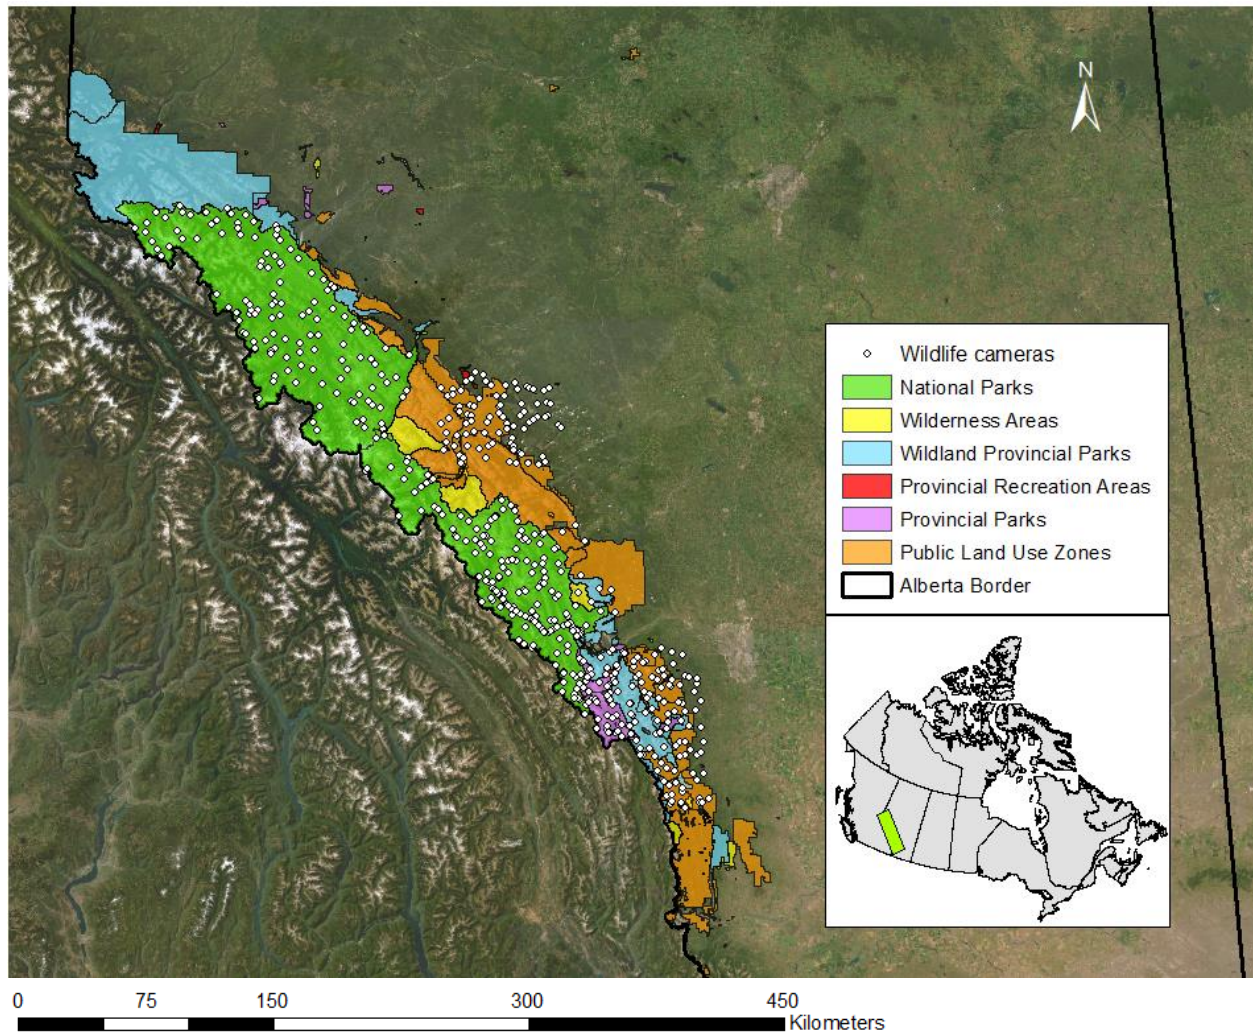 N
Wildlife cameras
National Parks
Wilderness Areas
Wildland Provincial Parks
Provincial Recreation Areas
Provincial Parks
Public Land Use Zones
Alberta Border
0 75 150 300 450
Kilometers